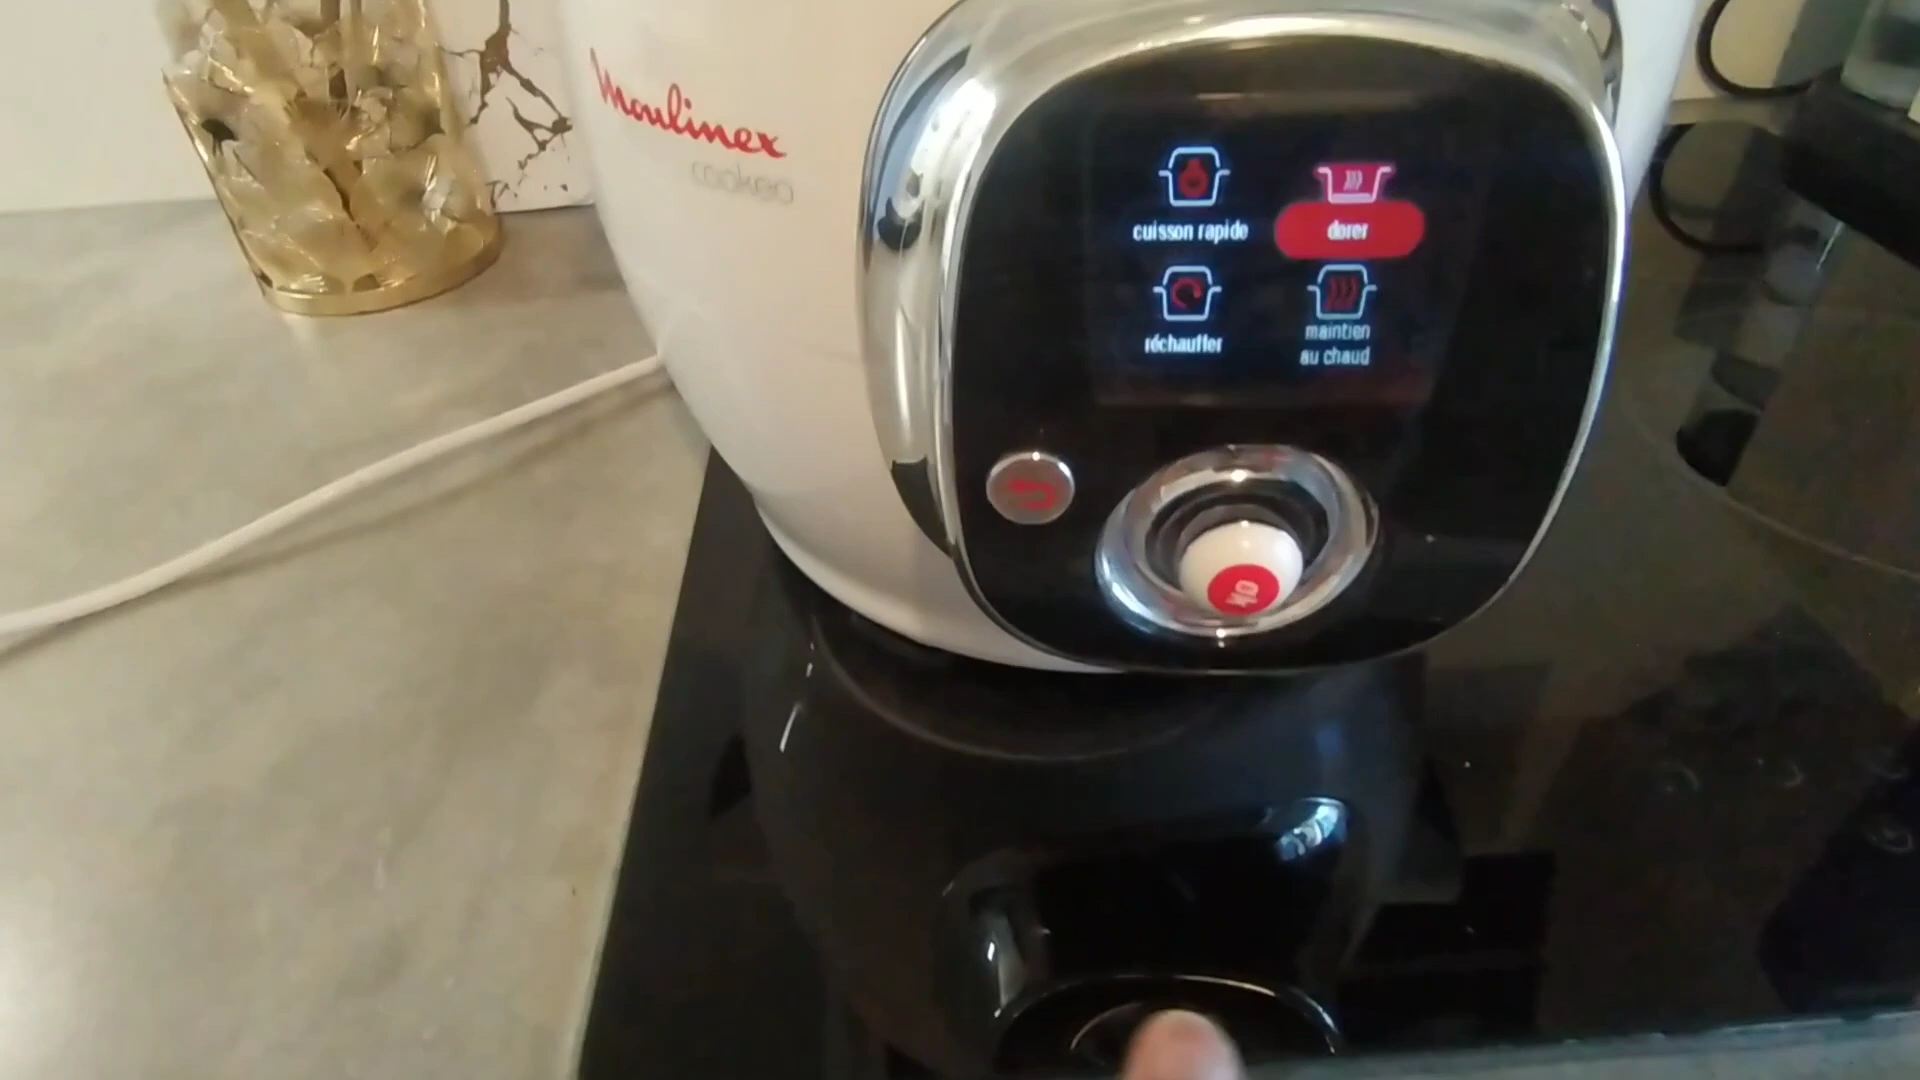 Moulinex
cookeo
cuisson rapide
dorer
réchauffer
maintien
au chaud
ok